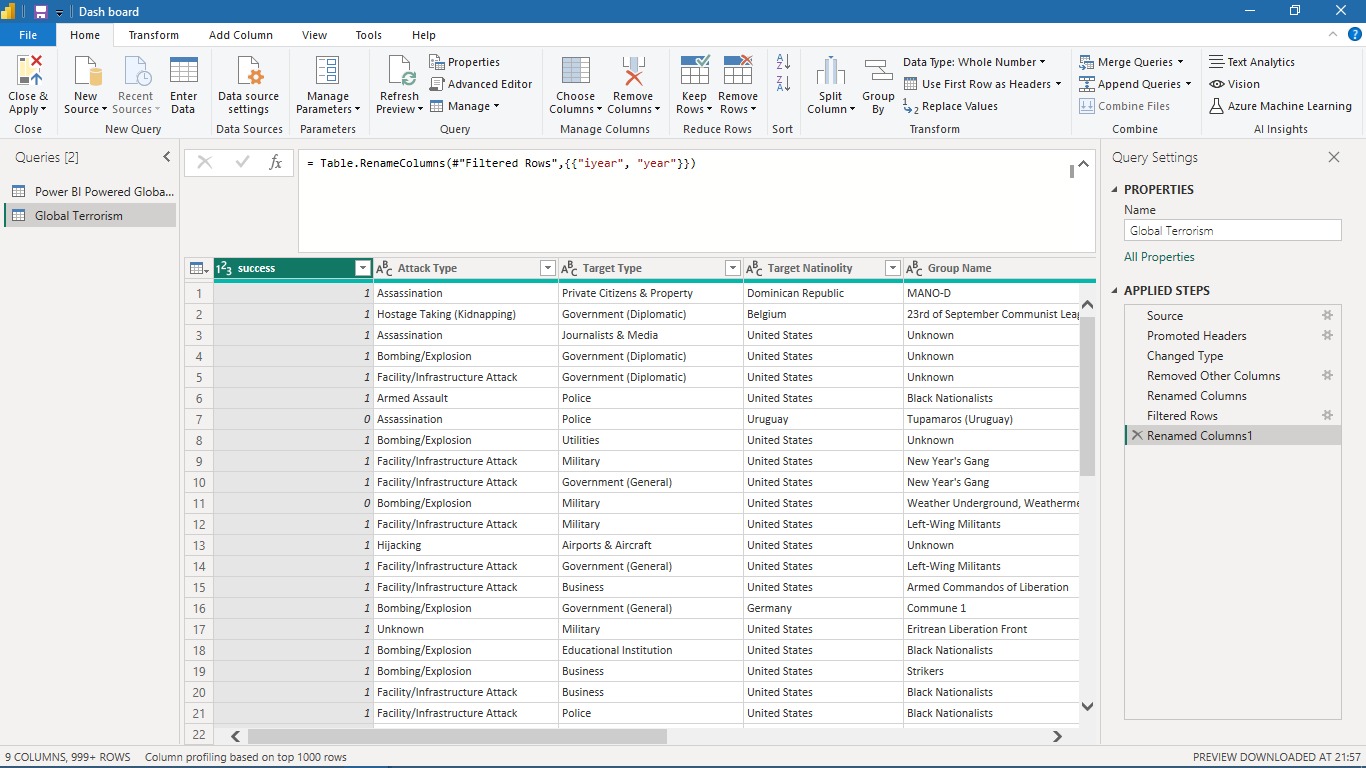 Dash board
File Home Transform Add Column View Tools Help
Close & Apply
New Source
Recent Sources
Enter Data
Data source settings
Manage Parameters
Refresh Preview
Properties
Advanced Editor
Manage
Choose Columns
Remove Columns
Keep Rows
Remove Rows
Split Column
Group By
Data Type: Whole Number
Use First Row as Headers
Replace Values
Merge Queries
Append Queries
Combine Files
Text Analytics
Vision
Azure Machine Learning
Close New Query Data Sources Parameters Query Manage Columns Reduce Rows Sort Transform Combine AI Insights
Queries [2]
Power BI Powered Globa...
Global Terrorism
fx
= Table.RenameColumns(#"Filtered Rows",{{"iyear", "year"}})
123 success ABC Attack Type ABC Target Type ABC Target Natinolity ABC Group Name
1 1 Assassination Private Citizens & Property Dominican Republic MANO-D
2 1 Hostage Taking (Kidnapping) Government (Diplomatic) Belgium 23rd of September Communist Lea
3 1 Assassination Journalists & Media United States Unknown
4 1 Bombing/Explosion Government (Diplomatic) United States Unknown
5 1 Facility/Infrastructure Attack Government (Diplomatic) United States Unknown
6 1 Armed Assault Police United States Black Nationalists
7 0 Assassination Police Uruguay Tupamaros (Uruguay)
8 1 Bombing/Explosion Utilities United States Unknown
9 1 Facility/Infrastructure Attack Military United States New Year's Gang
10 1 Facility/Infrastructure Attack Government (General) United States New Year's Gang
11 0 Bombing/Explosion Military United States Weather Underground, Weatherme
12 1 Facility/Infrastructure Attack Military United States Left-Wing Militants
13 1 Hijacking Airports & Aircraft United States Unknown
14 1 Facility/Infrastructure Attack Government (General) United States Left-Wing Militants
15 1 Facility/Infrastructure Attack Business United States Armed Commandos of Liberation
16 1 Bombing/Explosion Government (General) Germany Commune 1
17 1 Unknown Military United States Eritrean Liberation Front
18 1 Bombing/Explosion Educational Institution United States Black Nationalists
19 1 Bombing/Explosion Business United States Strikers
20 1 Facility/Infrastructure Attack Business United States Black Nationalists
21 1 Facility/Infrastructure Attack Police United States Black Nationalists
22
Query Settings
PROPERTIES
Name
Global Terrorism
All Properties
APPLIED STEPS
Source
Promoted Headers
Changed Type
Removed Other Columns
Renamed Columns
Filtered Rows
Renamed Columns1
9 COLUMNS, 999+ ROWS Column profiling based on top 1000 rows PREVIEW DOWNLOADED AT 21:57